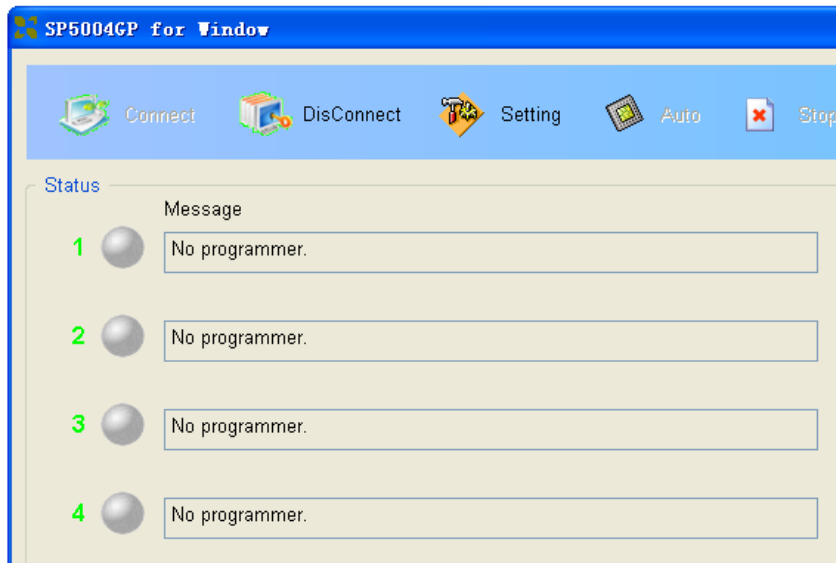 SP5004GP for Window
Connect DisConnect Setting Auto Stop
Status
Message
1 No programmer.
2 No programmer.
3 No programmer.
4 No programmer.